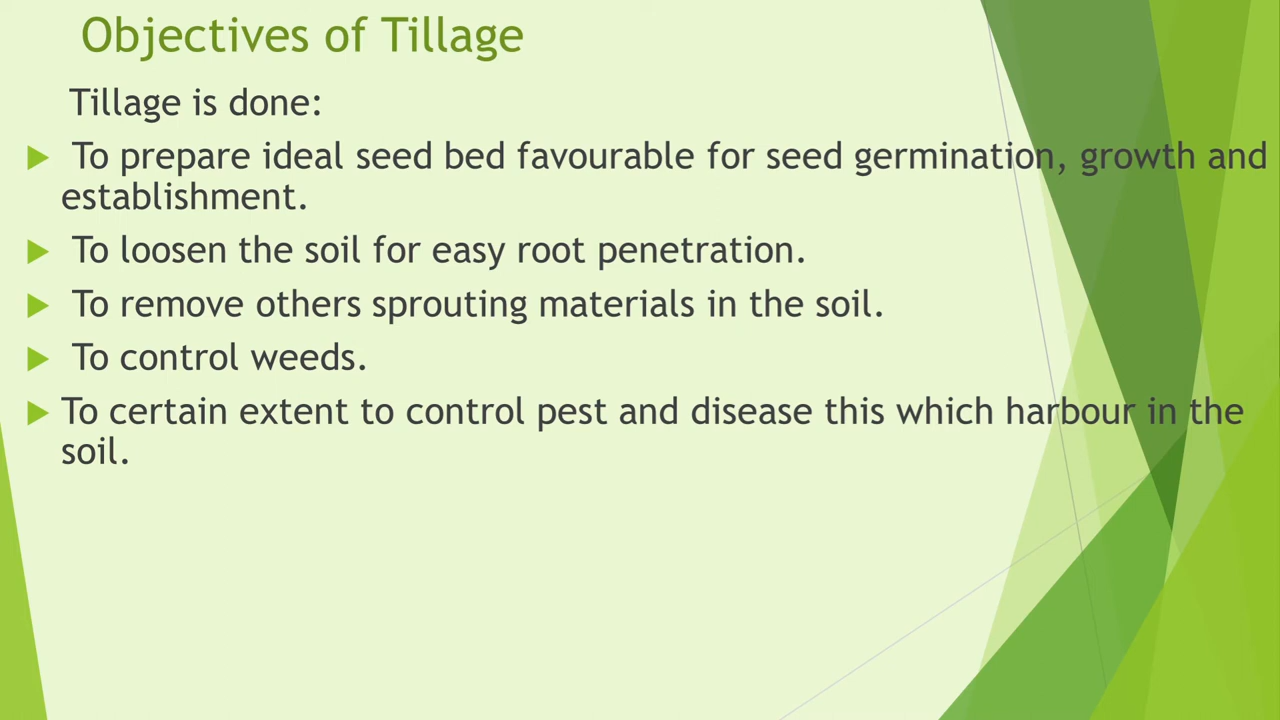 Objectives of Tillage
Tillage is done:
To prepare ideal seed bed favourable for seed germination, growth and
establishment.
To loosen the soil for easy root penetration.
To remove others sprouting materials in the soil.
To control weeds.
To certain extent to control pest and disease this which harbour in the
soil.